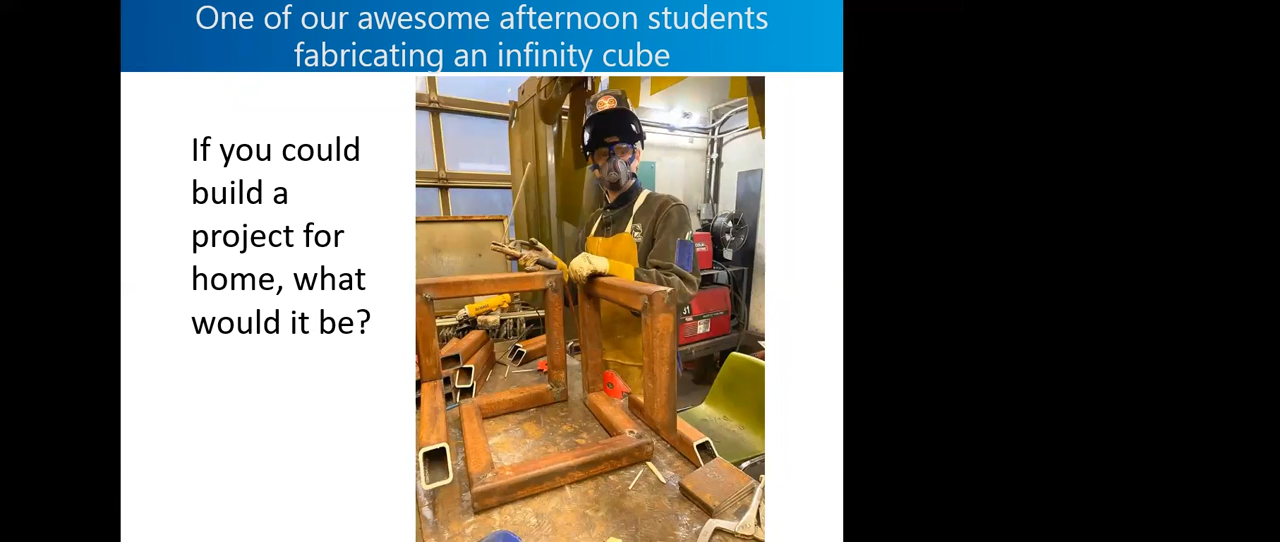 One of our awesome afternoon students
fabricating an infinity cube
If you could
build a
project for
home, what
would it be?